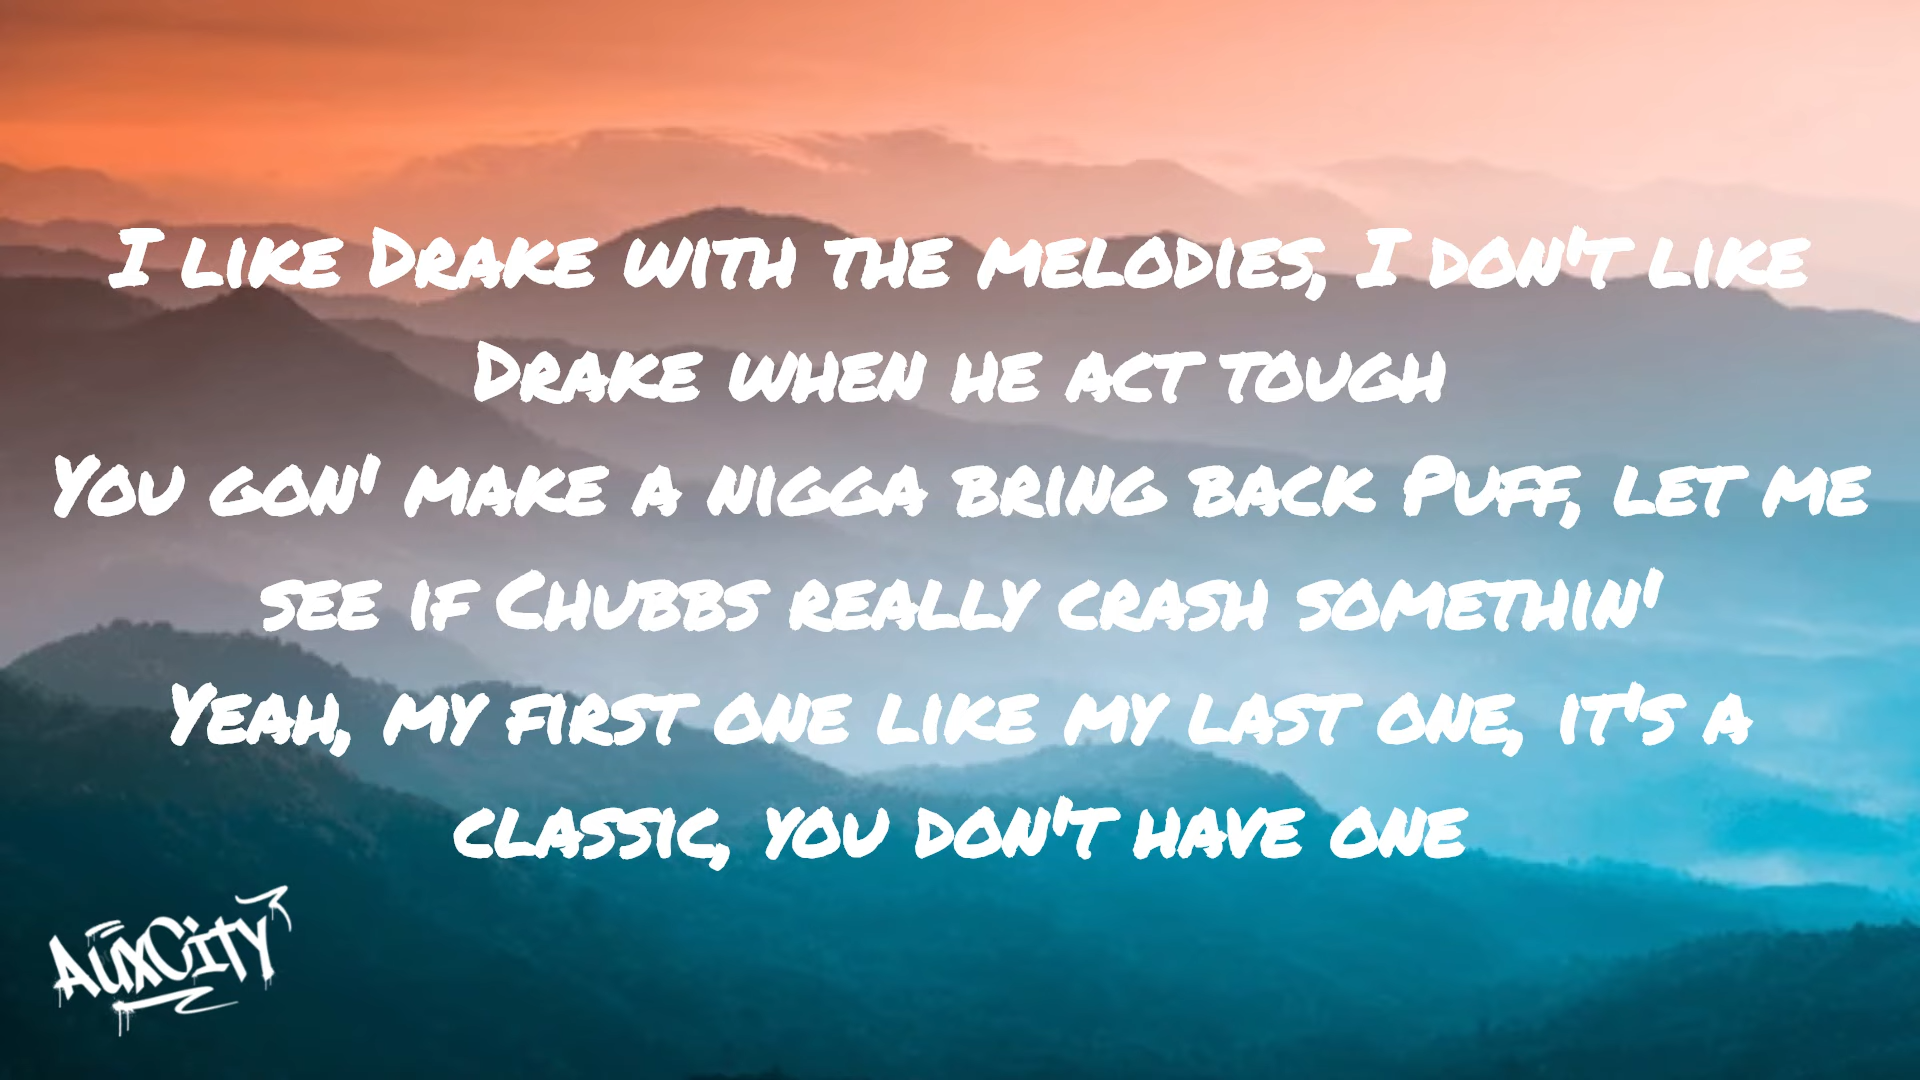 I like Drake with the melodies, I don't like
Drake when he act tough
You gon' make a nigga bring back Puff, let me
see if Chubbs really crash somethin'
Yeah, my first one like my last one, it's a
classic, you don't have one
AuxCity